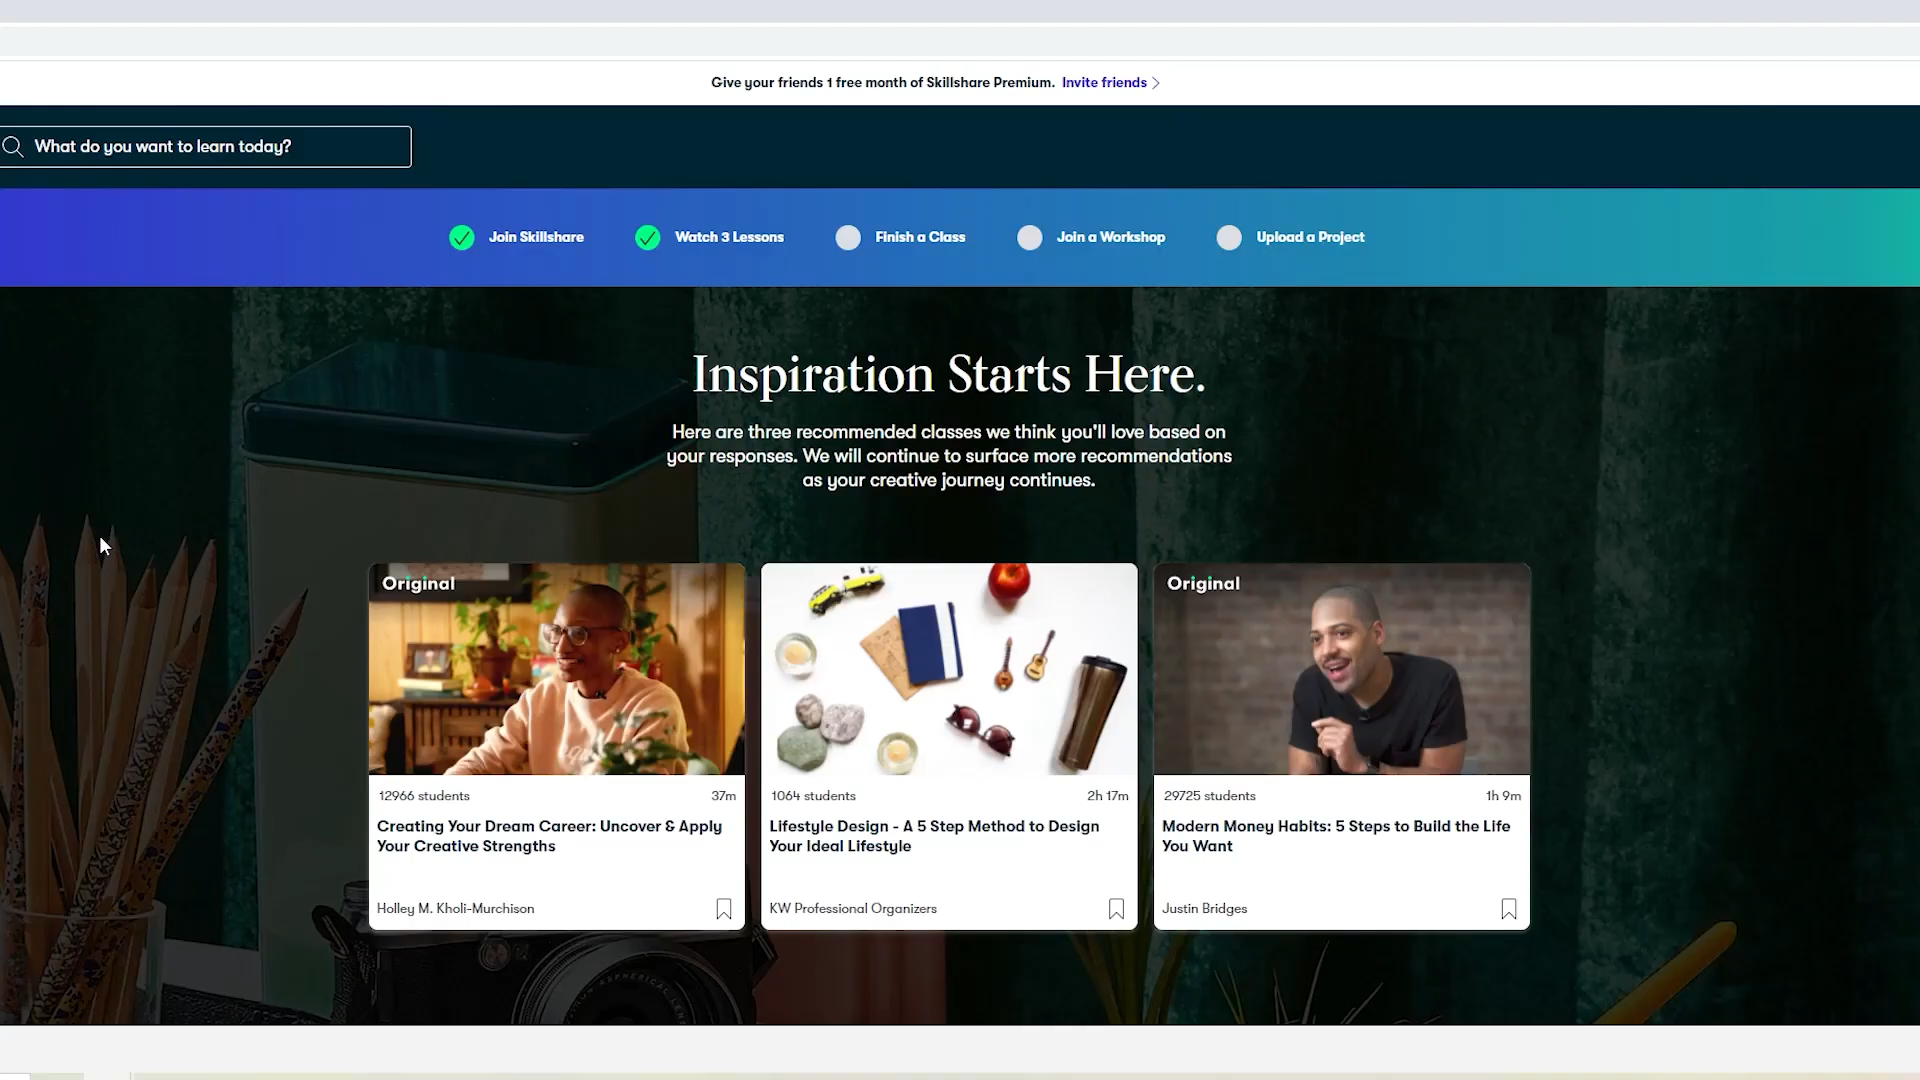 Give your friends 1 free month of Skillshare Premium. Invite friends
What do you want to learn today?
Join Skillshare
Watch 3 Lessons
Finish a Class
Join a Workshop
Upload a Project
Inspiration Starts Here.
Here are three recommended classes we think you'll love based on
your responses. We will continue to surface more recommendations
as your creative journey continues.
Original
12966 students 37m
Creating Your Dream Career: Uncover & Apply
Your Creative Strengths
Holley M. Kholi-Murchison
1064 students 2h 17m
Lifestyle Design - A 5 Step Method to Design
Your Ideal Lifestyle
KW Professional Organizers
Original
29725 students 1h 9m
Modern Money Habits: 5 Steps to Build the Life
You Want
Justin Bridges